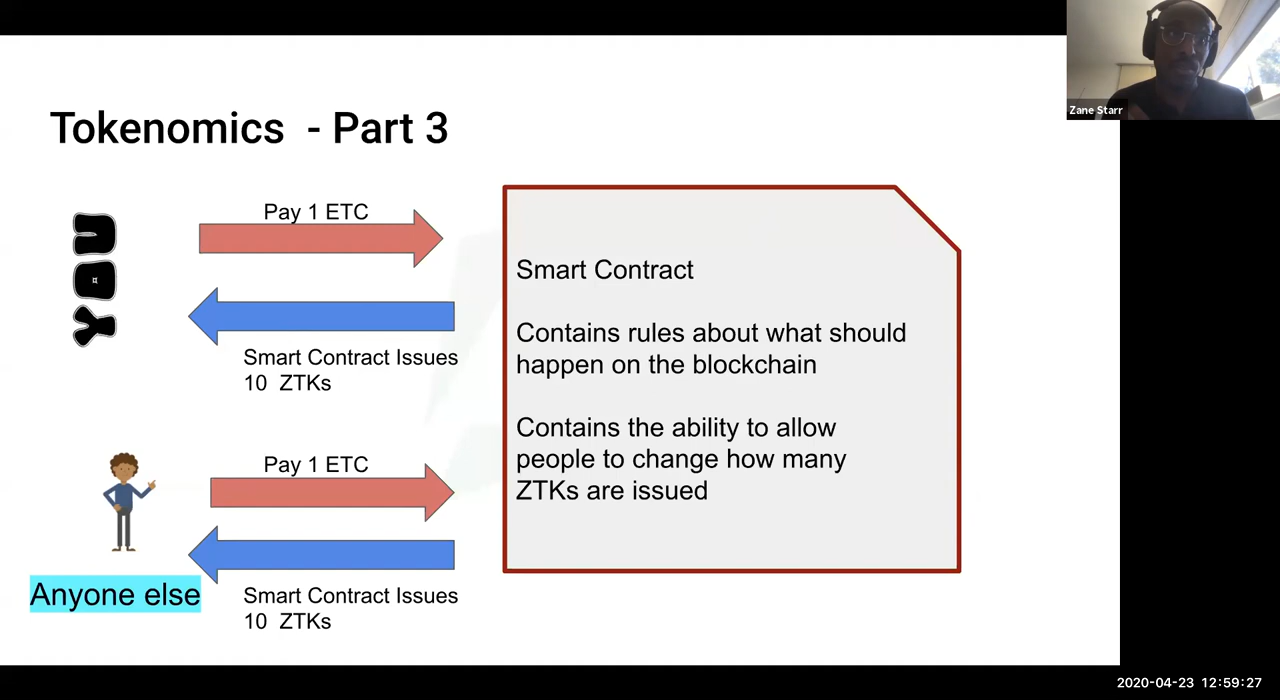 Zane Starr
Tokenomics - Part 3
YOU
Pay 1 ETC
Smart Contract Issues
10 ZTKs
Pay 1 ETC
Smart Contract Issues
10 ZTKs
Anyone else
Smart Contract
Contains rules about what should
happen on the blockchain
Contains the ability to allow
people to change how many
ZTKs are issued
2020-04-23 12:59:27